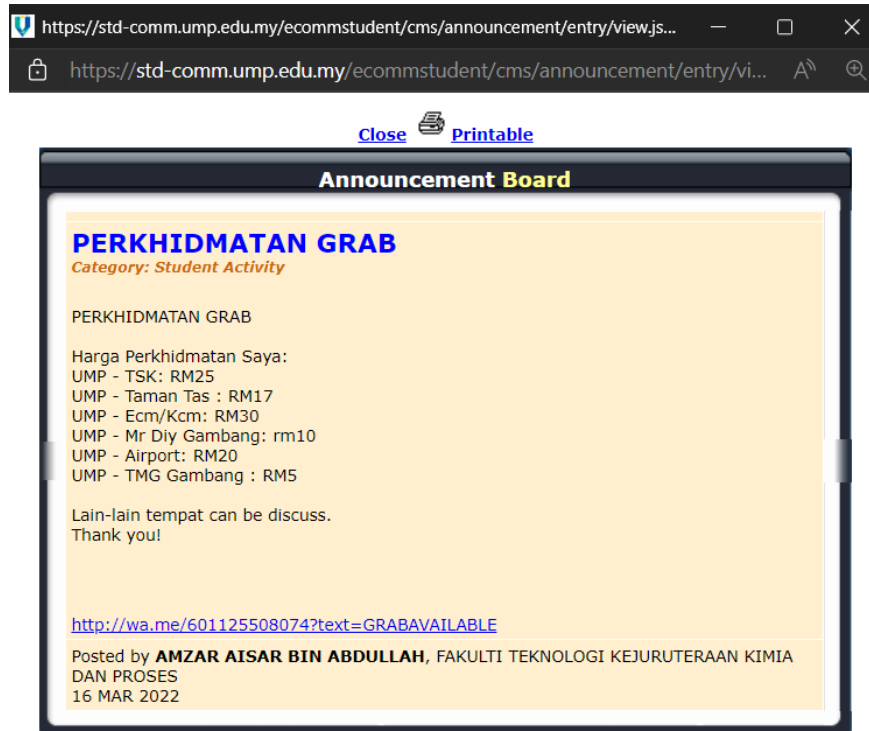 https://std-comm.ump.edu.my/ecommstudent/cms/announcement/entry/view.js...
https://std-comm.ump.edu.my/ecommstudent/cms/announcement/entry/vi...
Close Printable
Announcement Board
PERKHIDMATAN GRAB
Category: Student Activity
PERKHIDMATAN GRAB
Harga Perkhidmatan Saya:
UMP - TSK: RM25
UMP - Taman Tas : RM17
UMP - Ecm/Kcm: RM30
UMP - Mr Diy Gambang: rm10
UMP - Airport: RM20
UMP - TMG Gambang : RM5
Lain-lain tempat can be discuss.
Thank you!
http://wa.me/601125508074?text=GRABAVAILABLE
Posted by AMZAR AISAR BIN ABDULLAH, FAKULTI TEKNOLOGI KEJURUTERAAN KIMIA
DAN PROSES
16 MAR 2022